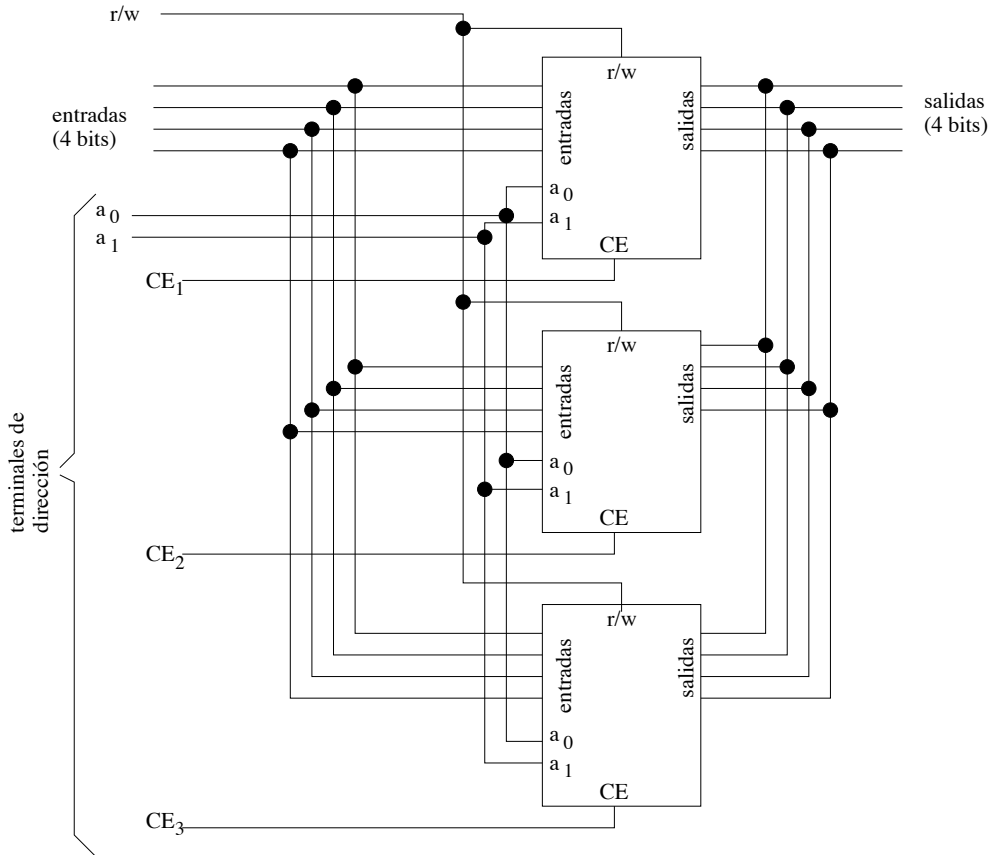 r/w
r/w
entradas
(4 bits)
entradas
salidas
salidas
(4 bits)
a 0
a 1
a 0
a 1
CE
CE1
terminales de
dirección
r/w
entradas
salidas
a 0
a 1
CE
CE2
r/w
entradas
salidas
a 0
a 1
CE
CE3